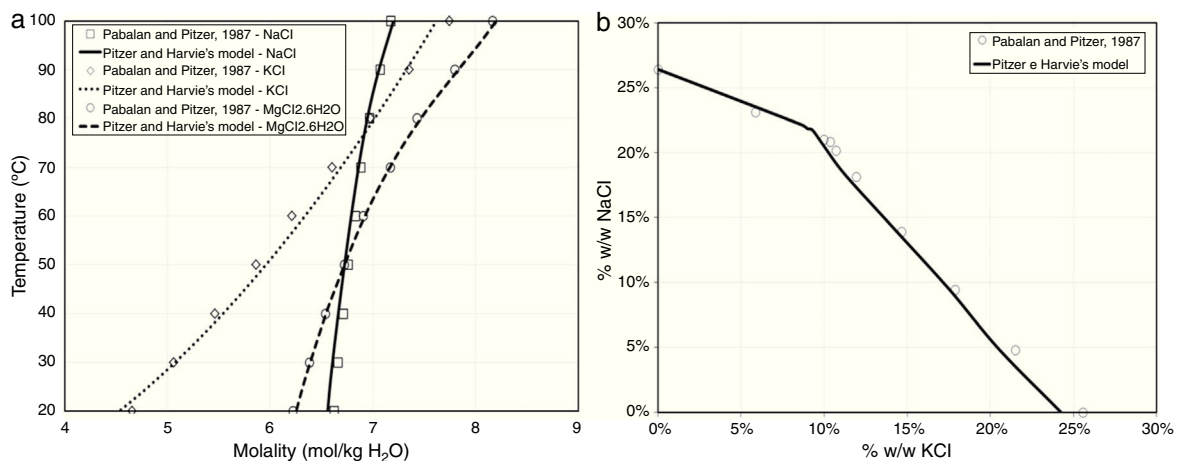 a
100
90
80
70
60
50
40
30
20
Temperature (ºC)
Pabalan and Pitzer, 1987 - NaCl
Pitzer and Harvie's model - NaCl
Pabalan and Pitzer, 1987 - KCl
Pitzer and Harvie's model - KCl
Pabalan and Pitzer, 1987 - MgCl2.6H2O
Pitzer and Harvie's model - MgCl2.6H2O
4 5 6 7 8 9
Molality (mol/kg H₂O)
b
30%
25%
20%
15%
10%
5%
0%
% w/w NaCl
Pabalan and Pitzer, 1987
Pitzer e Harvie's model
0% 5% 10% 15% 20% 25% 30%
% w/w KCl